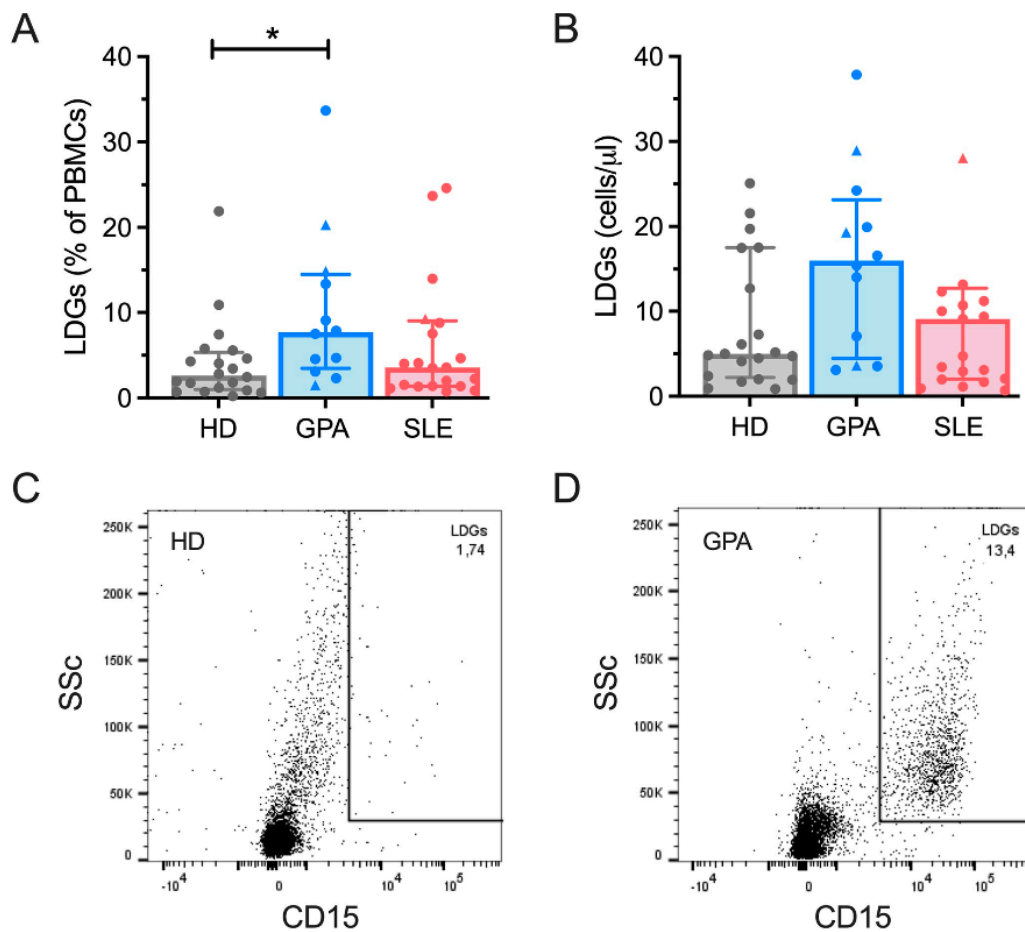 A
*
LDGs (% of PBMCs)
40
30
20
10
0
HD GPA SLE
B
LDGs (cells/µl)
40
30
20
10
0
HD GPA SLE
C
HD
LDGs
1,74
SSc
250K
200K
150K
100K
50K
0
-10⁴ 0 10⁴ 10⁵
CD15
D
GPA
LDGs
13,4
SSc
250K
200K
150K
100K
50K
0
-10⁴ 0 10⁴ 10⁵
CD15